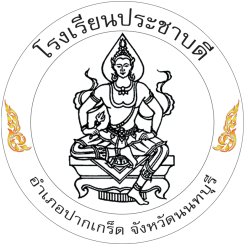 โรงเรียนประชาบดี
อำเภอปากเกร็ด จังหวัดนนทบุรี